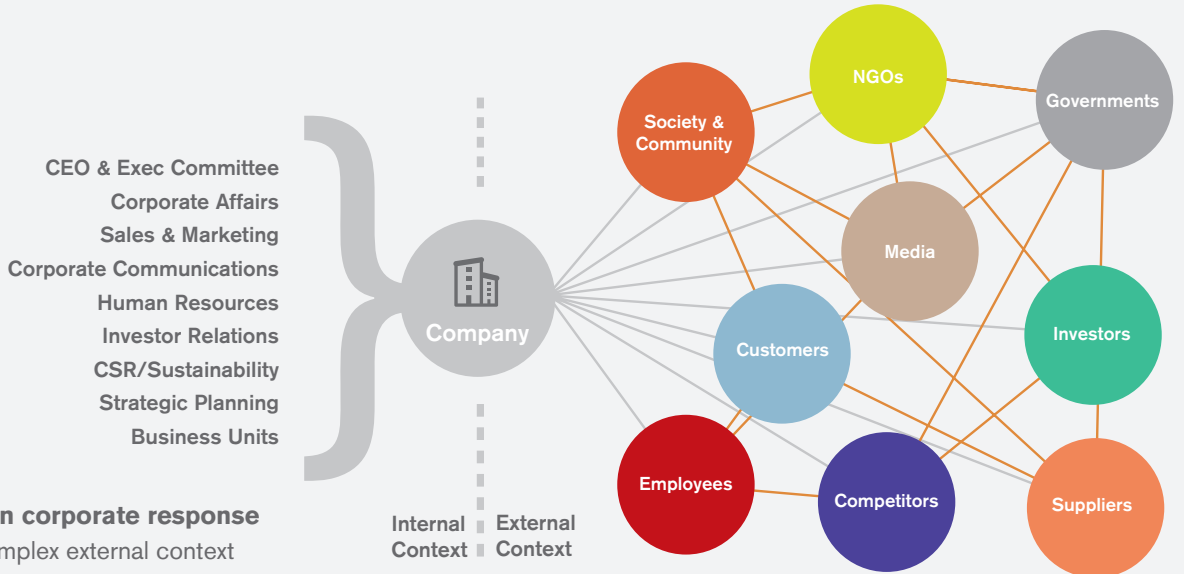 CEO & Exec Committee
Corporate Affairs
Sales & Marketing
Corporate Communications
Human Resources
Investor Relations
CSR/Sustainability
Strategic Planning
Business Units
corporate response
external context
Company
Internal
Context
External
Context
Society &
Community
NGOs
Governments
Media
Customers
Investors
Employees
Competitors
Suppliers